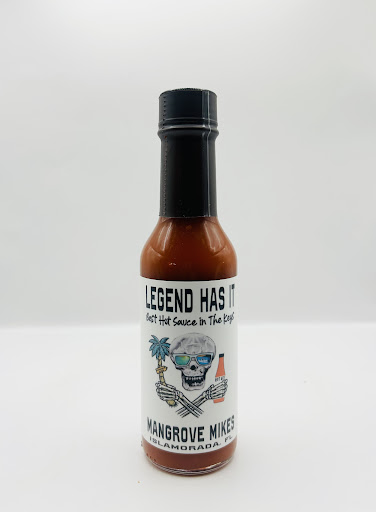 LEGEND HAS IT
Best Hot Sauce in The Keys
MANGROVE MIKES
ISLAMORADA, FL